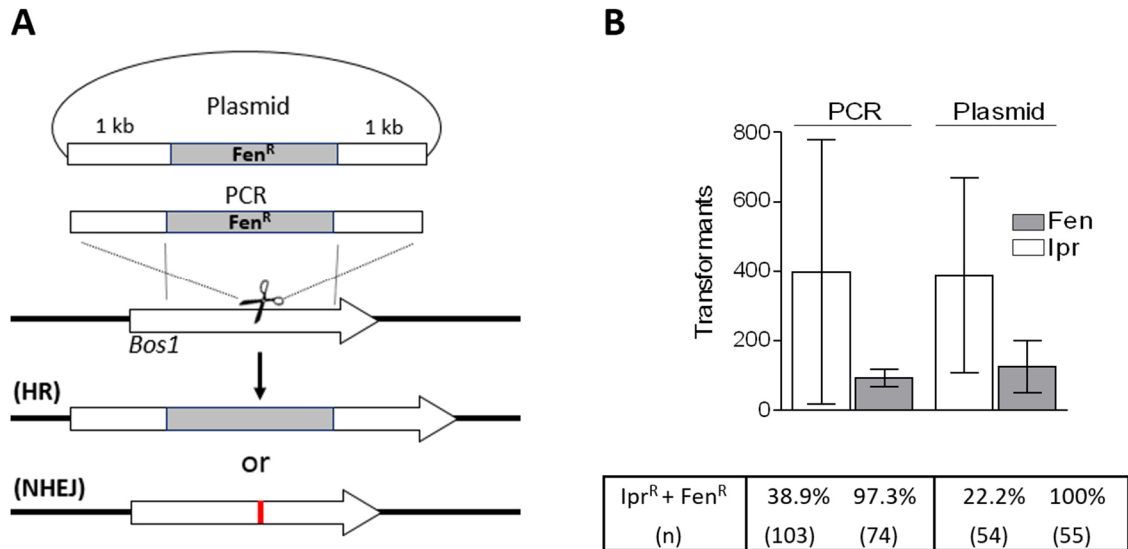 A
Plasmid
1 kb 1 kb
Fen^R
PCR
Fen^R
Bos1
(HR)
or
(NHEJ)
B
PCR Plasmid
800
600
400
200
0
Transformants
Fen
Ipr
Ipr^R + Fen^R 38.9% 97.3% 22.2% 100%
(n) (103) (74) (54) (55)